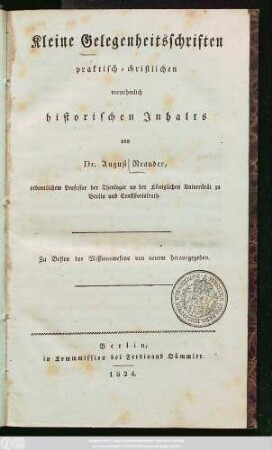 Kleine Gelegenheitsschriften
praktisch-christlichen
vornehmlich
historischen Inhalts
von
Dr. August Neander,
ordentlichem Professor der Theologie an der Königlichen Universität zu
Berlin und Consistorialrath.
Zu Besten des Missionswesens von neuem herausgegeben.
Berlin,
in Kommission bei Ferdinand Dümmler.
1824.